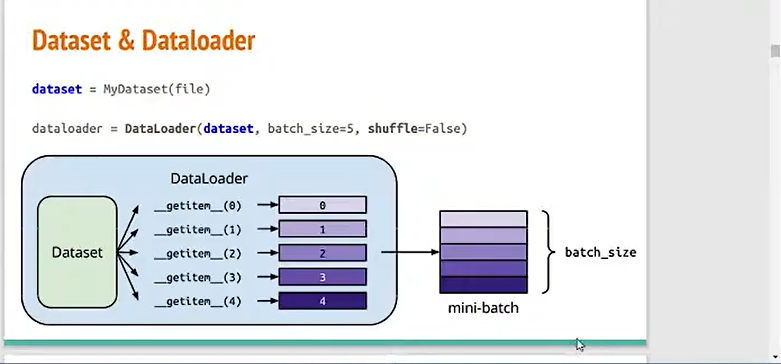 Dataset & Dataloader
dataset = MyDataset(file)
dataloader = DataLoader(dataset, batch_size=5, shuffle=False)
DataLoader
__getitem__(0) 0
__getitem__(1) 1
Dataset __getitem__(2) 2 batch_size
__getitem__(3) 3
__getitem__(4) 4
mini-batch